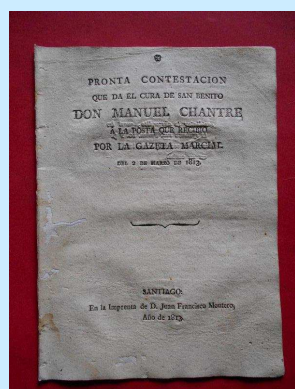 PRONTA CONTESTACION
QUE DA EL CURA DE SAN BENITO
DON MANUEL CHANTRE
A LA POSTA QUE RECIBIO
POR LA GAZETA MARCIAL
DEL 2 DE MARZO DE 1813.
SANTIAGO:
En la Imprenta de D. Juan Francisco Montero,
Año de 1813.